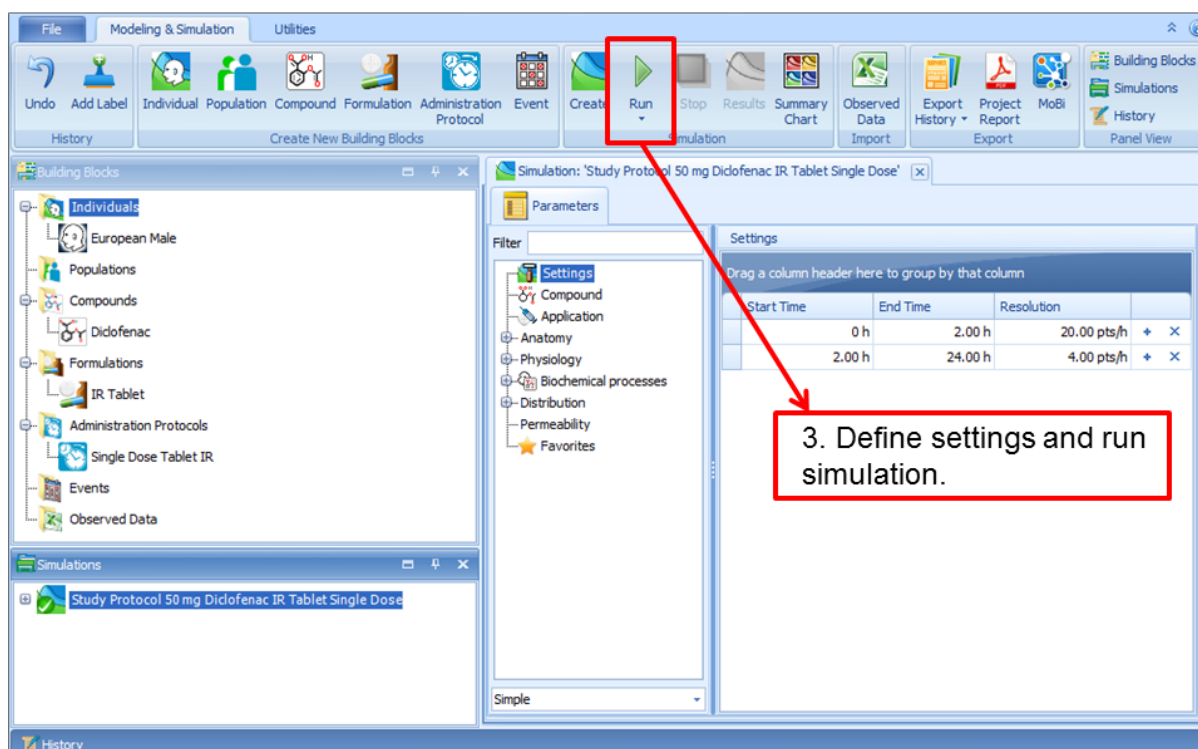 File
Modeling & Simulation
Utilities
Undo
Add Label
Individual
Population
Compound
Formulation
Administration
Protocol
Event
Create
Run
Stop
Results
Summary
Chart
Observed
Data
Export
History
Project
Report
MoBi
Building Blocks
Simulations
History
History
Create New Building Blocks
Simulation
Import
Export
Panel View
Building Blocks
Individuals
European Male
Populations
Compounds
Diclofenac
Formulations
IR Tablet
Administration Protocols
Single Dose Tablet IR
Events
Observed Data
Simulations
Study Protocol 50 mg Diclofenac IR Tablet Single Dose
Simulation: 'Study Protocol 50 mg Diclofenac IR Tablet Single Dose'
Parameters
Filter
Settings
Compound
Application
Anatomy
Physiology
Biochemical processes
Distribution
Permeability
Favorites
Simple
Settings
Drag a column header here to group by that column
Start Time End Time Resolution
0 h 2.00 h 20.00 pts/h
2.00 h 24.00 h 4.00 pts/h
3. Define settings and run
simulation.
History